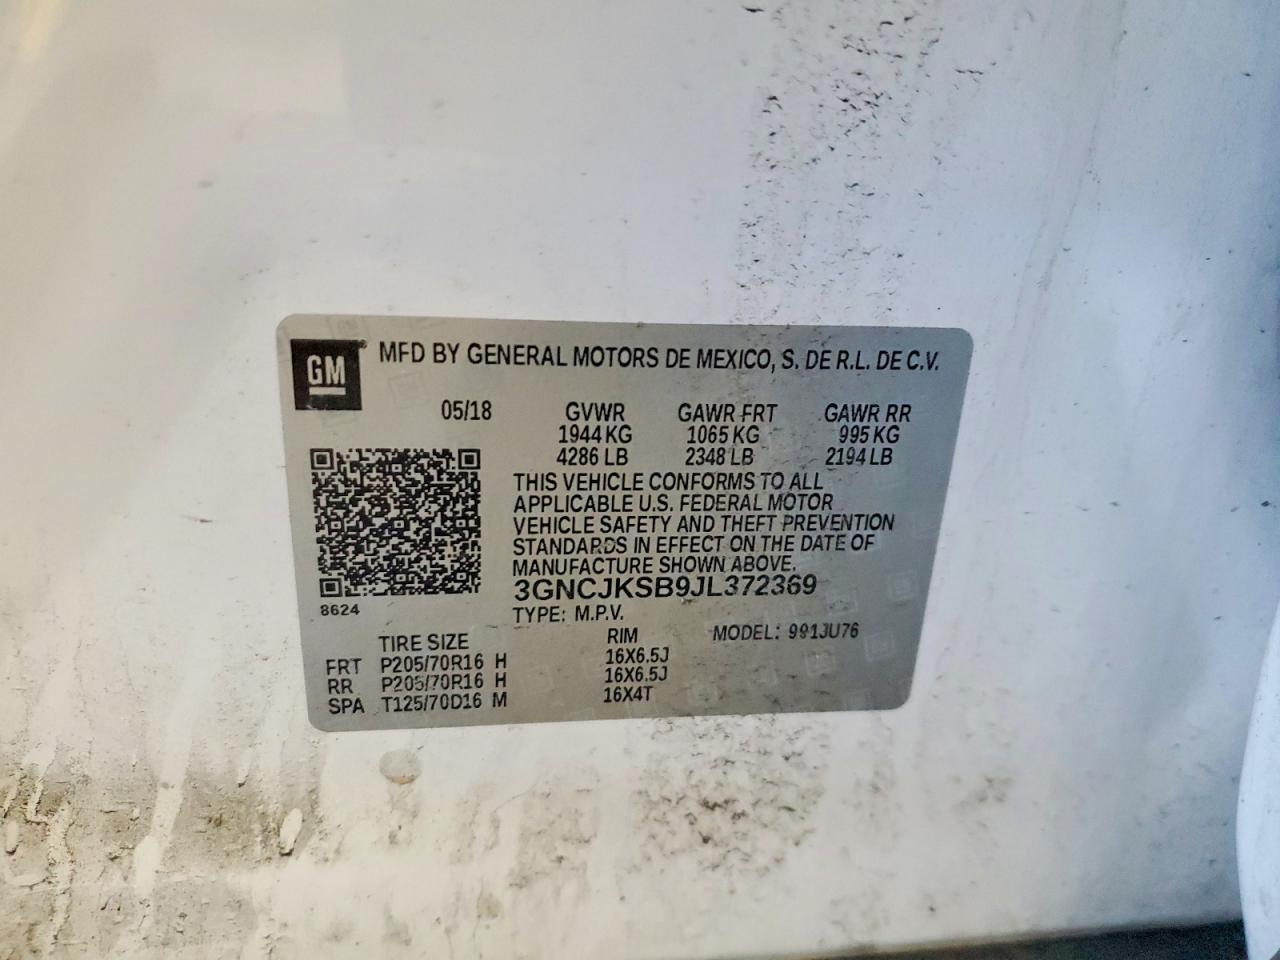 GM MFD BY GENERAL MOTORS DE MEXICO, S. DE R.L. DE C.V.
05/18 GVWR GAWR FRT GAWR RR
1944 KG 1065 KG 995 KG
4286 LB 2348 LB 2194 LB
THIS VEHICLE CONFORMS TO ALL
APPLICABLE U.S. FEDERAL MOTOR
VEHICLE SAFETY AND THEFT PREVENTION
STANDARDS IN EFFECT ON THE DATE OF
MANUFACTURE SHOWN ABOVE.
3GNCJKSB9JL372369
8624
TYPE: M.P.V.
TIRE SIZE RIM MODEL: 991JU76
FRT P205/70R16 H 16X6.5J
RR P205/70R16 H 16X6.5J
SPA T125/70D16 M 16X4T